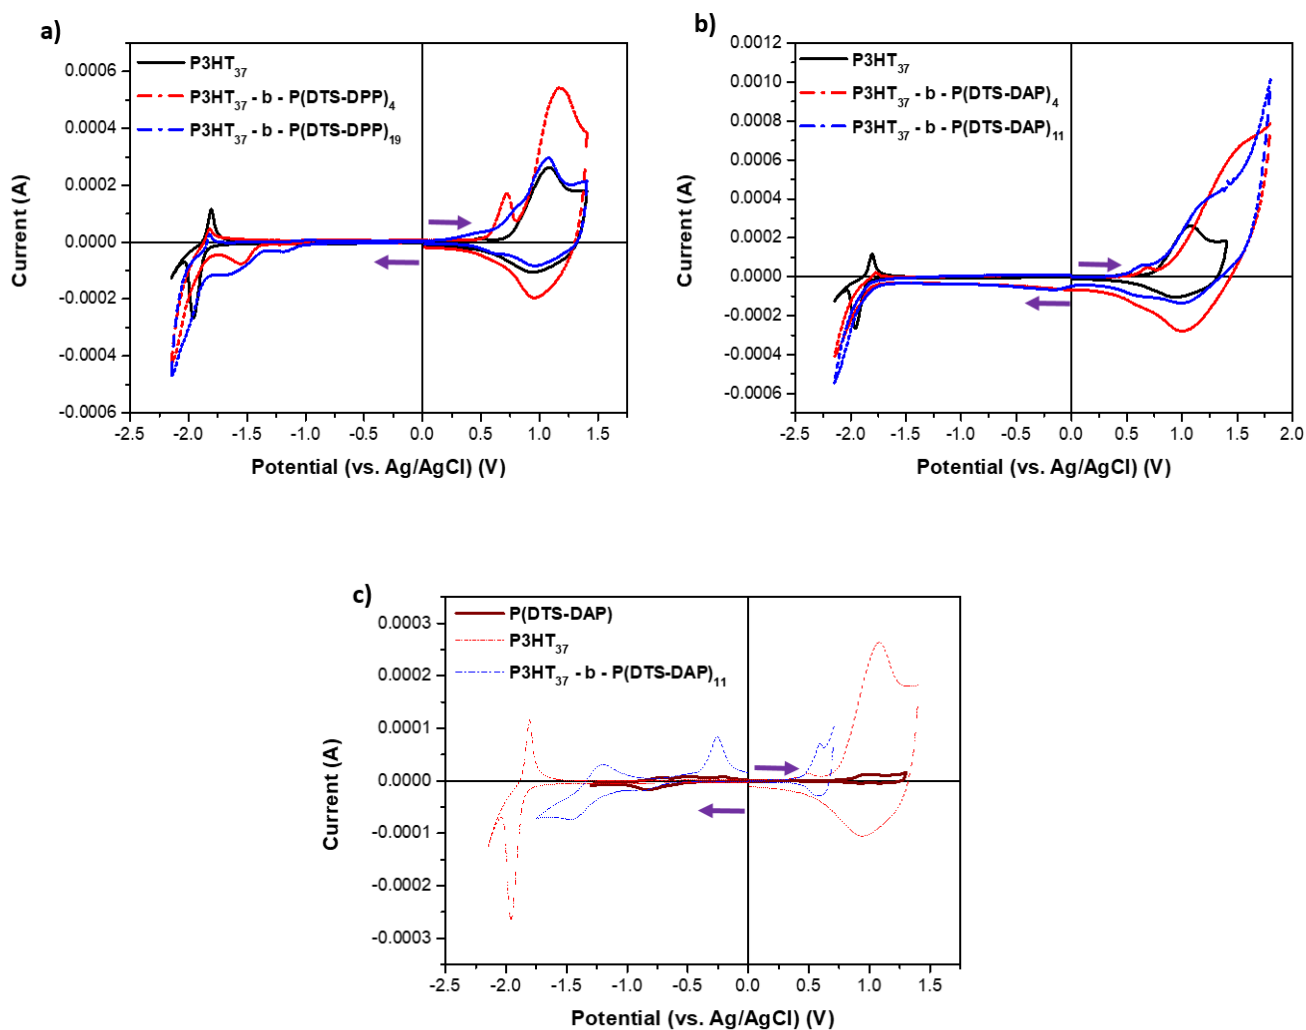 a)
P3HT37
P3HT37 - b - P(DTS-DPP)4
P3HT37 - b - P(DTS-DPP)19
0.0006
0.0004
0.0002
0.0000
-0.0002
-0.0004
-0.0006
Current (A)
-2.5 -2.0 -1.5 -1.0 -0.5 0.0 0.5 1.0 1.5
Potential (vs. Ag/AgCl) (V)
b)
P3HT37
P3HT37 - b - P(DTS-DAP)4
P3HT37 - b - P(DTS-DAP)11
0.0012
0.0010
0.0008
0.0006
0.0004
0.0002
0.0000
-0.0002
-0.0004
-0.0006
Current (A)
-2.5 -2.0 -1.5 -1.0 -0.5 0.0 0.5 1.0 1.5 2.0
Potential (vs. Ag/AgCl) (V)
c)
P(DTS-DAP)
P3HT37
P3HT37 - b - P(DTS-DAP)11
0.0003
0.0002
0.0001
0.0000
-0.0001
-0.0002
-0.0003
Current (A)
-2.5 -2.0 -1.5 -1.0 -0.5 0.0 0.5 1.0 1.5
Potential (vs. Ag/AgCl) (V)